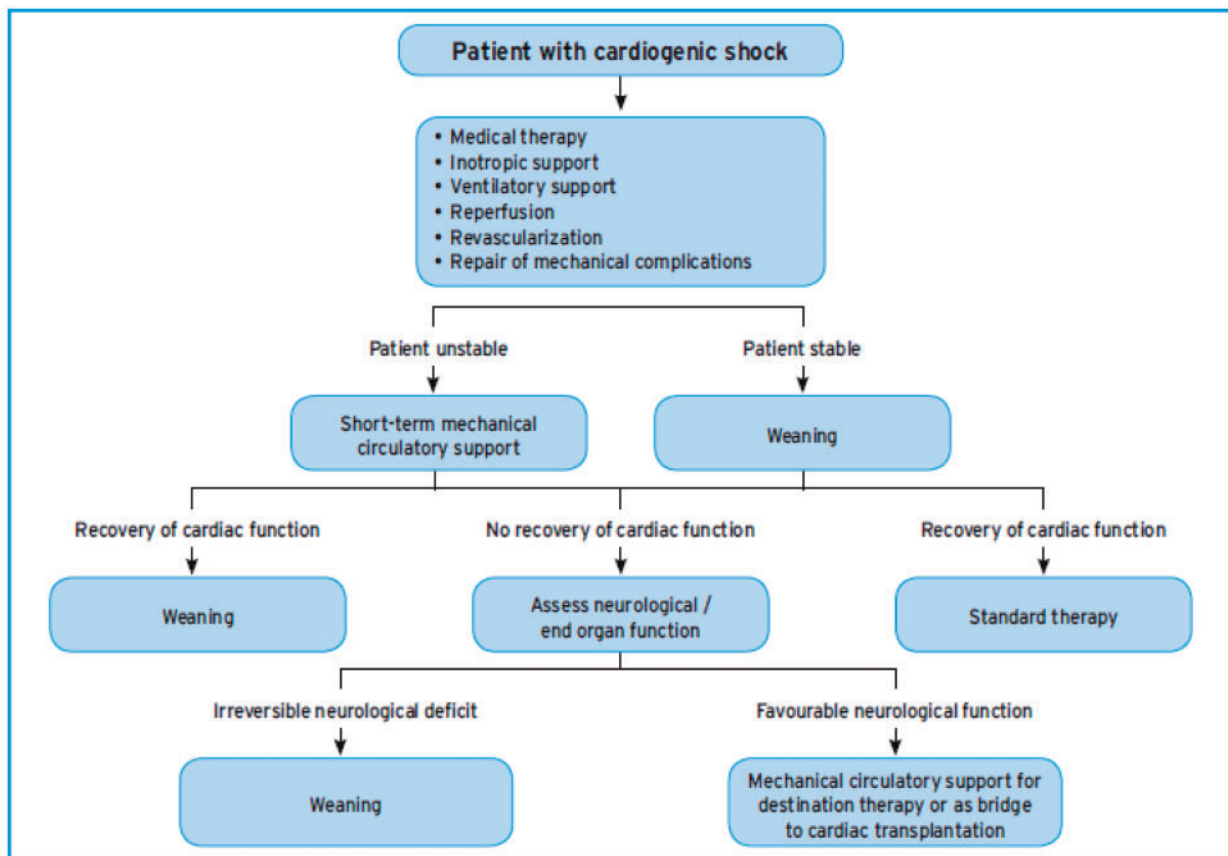 Patient with cardiogenic shock
• Medical therapy
• Inotropic support
• Ventilatory support
• Reperfusion
• Revascularization
• Repair of mechanical complications
Patient unstable
Patient stable
Short-term mechanical
circulatory support
Weaning
Recovery of cardiac function
No recovery of cardiac function
Recovery of cardiac function
Weaning
Assess neurological /
end organ function
Standard therapy
Irreversible neurological deficit
Favourable neurological function
Weaning
Mechanical circulatory support for
destination therapy or as bridge
to cardiac transplantation